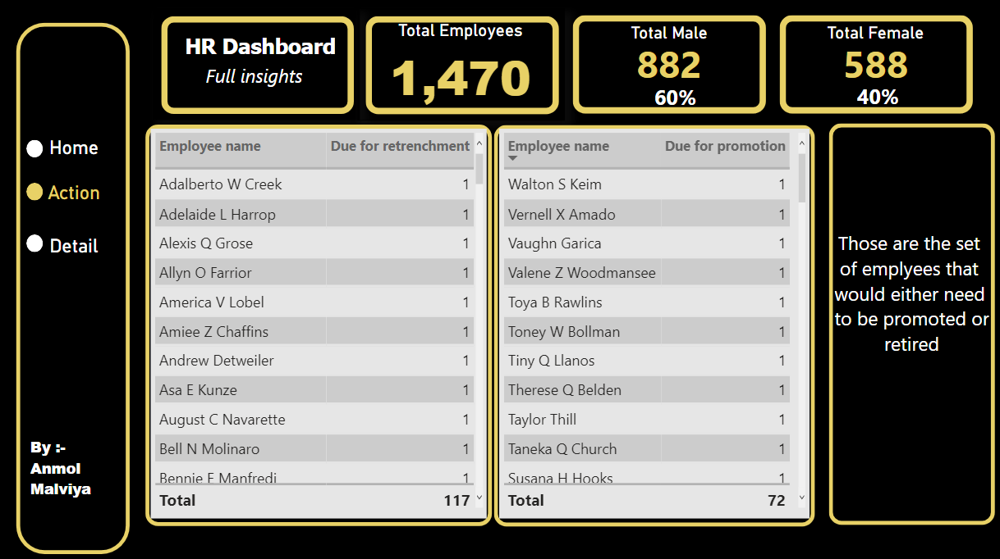 HR Dashboard
Full insights
Total Employees
1,470
Total Male
882
60%
Total Female
588
40%
Home
Action
Detail
By :-
Anmol
Malviya
Employee name Due for retrenchment
Adalberto W Creek 1
Adelaide L Harrop 1
Alexis Q Grose 1
Allyn O Farrior 1
America V Lobel 1
Amiee Z Chaffins 1
Andrew Detweiler 1
Asa E Kunze 1
August C Navarette 1
Bell N Molinaro 1
Bennie F Manfredi 1
Total 117
Employee name Due for promotion
Walton S Keim 1
Vernell X Amado 1
Vaughn Garica 1
Valene Z Woodmansee 1
Toya B Rawlins 1
Toney W Bollman 1
Tiny Q Llanos 1
Therese Q Belden 1
Taylor Thill 1
Taneka Q Church 1
Susana H Hooks 1
Total 72
Those are the set
of emplyees that
would either need
to be promoted or
retired